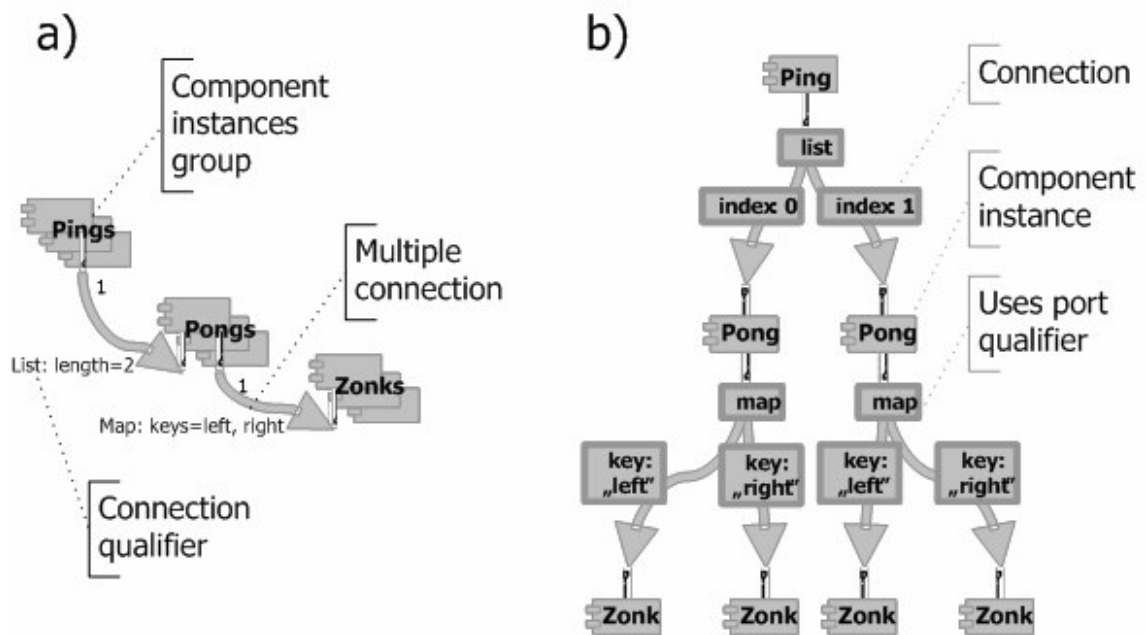 a)
Component
instances
group
Pings
1
Multiple
connection
Pongs
List: length=2
1
Zonks
Map: keys=left, right
Connection
qualifier
b)
Ping
Connection
list
index 0
index 1
Component
instance
Pong
Pong
Uses port
qualifier
map
map
key:
„left”
key:
„right”
key:
„left”
key:
„right”
Zonk
Zonk
Zonk
Zonk